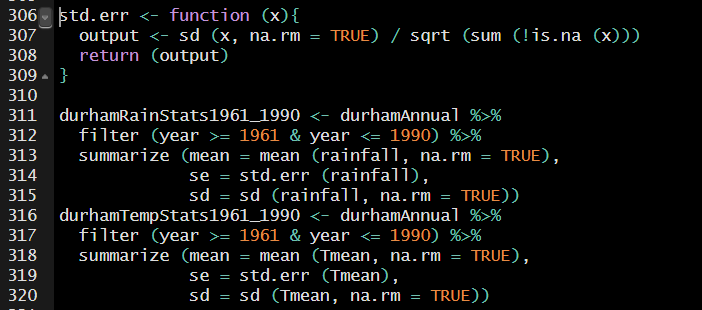 306 std.err <- function (x){
307   output <- sd (x, na.rm = TRUE) / sqrt (sum (!is.na (x)))
308   return (output)
309 }
310
311 durhamRainStats1961_1990 <- durhamAnnual %>%
312   filter (year >= 1961 & year <= 1990) %>%
313   summarize (mean = mean (rainfall, na.rm = TRUE),
314              se = std.err (rainfall),
315              sd = sd (rainfall, na.rm = TRUE))
316 durhamTempStats1961_1990 <- durhamAnnual %>%
317   filter (year >= 1961 & year <= 1990) %>%
318   summarize (mean = mean (Tmean, na.rm = TRUE),
319              se = std.err (Tmean),
320              sd = sd (Tmean, na.rm = TRUE))